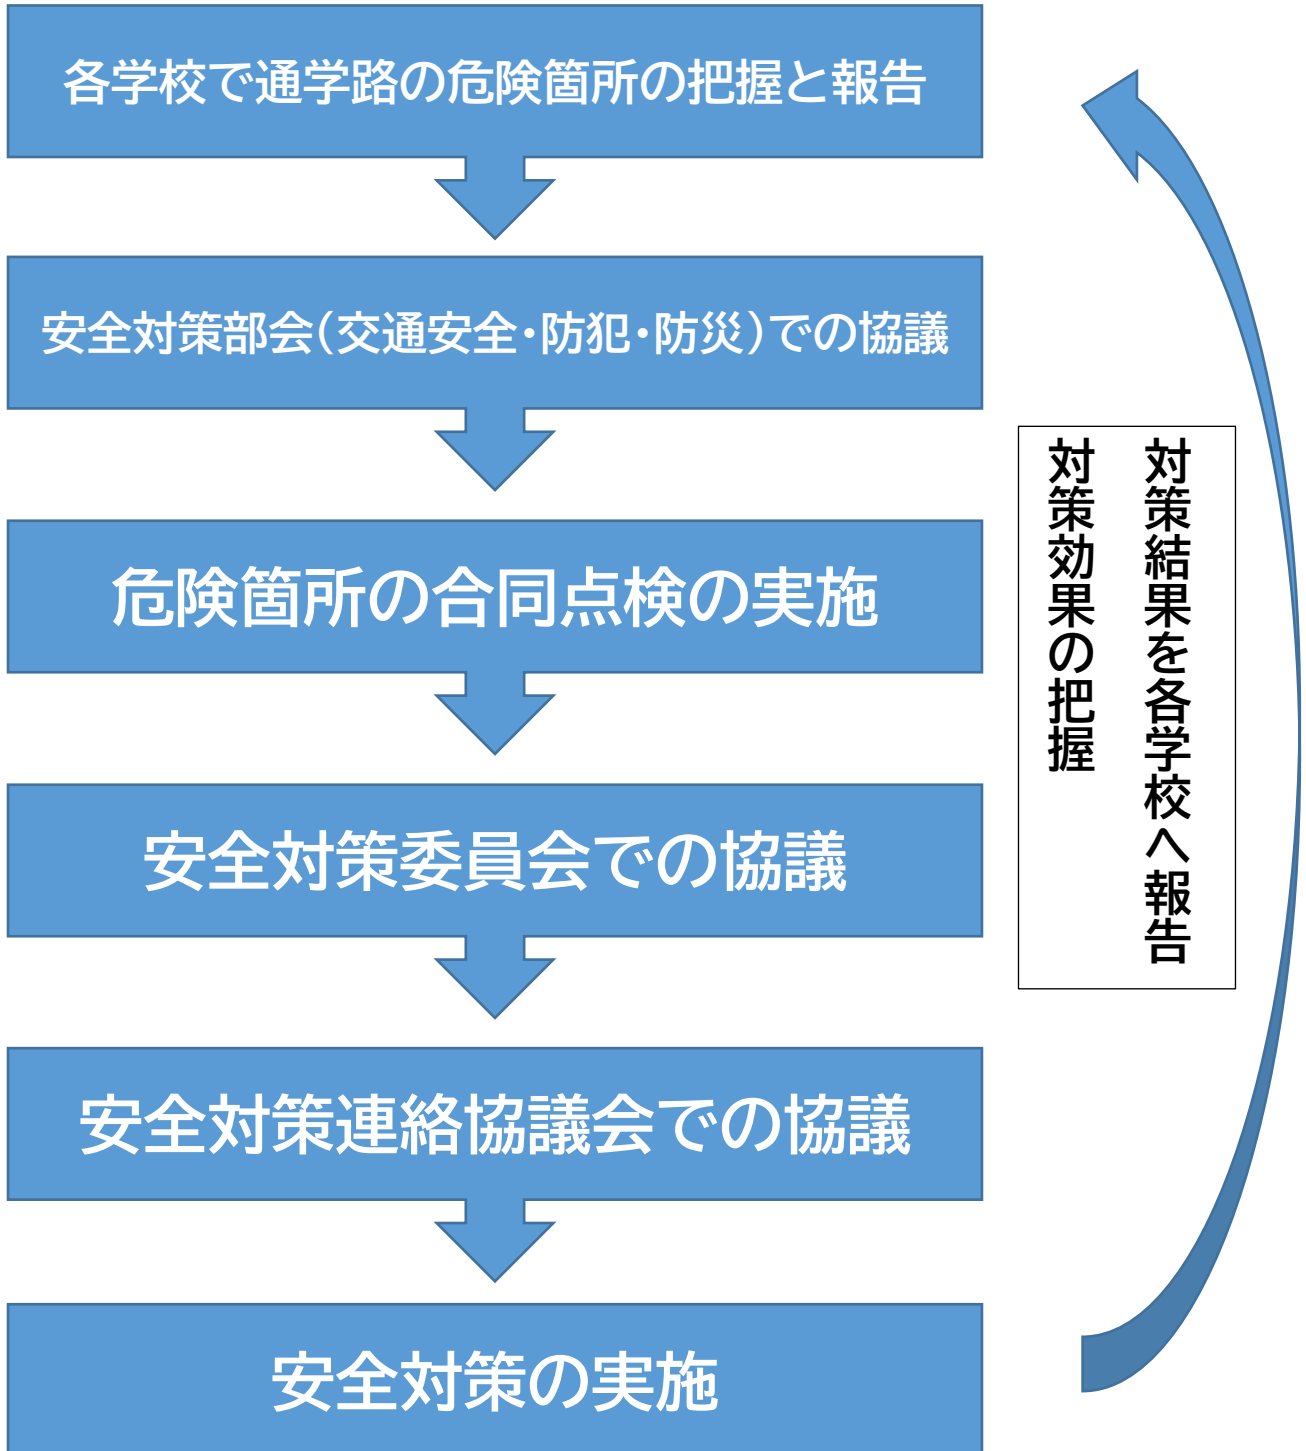 各学校で通学路の危険箇所の把握と報告
安全対策部会（交通安全・防犯・防災）での協議
危険箇所の合同点検の実施
安全対策委員会での協議
安全対策連絡協議会での協議
安全対策の実施
対策結果を各学校へ報告
対策効果の把握